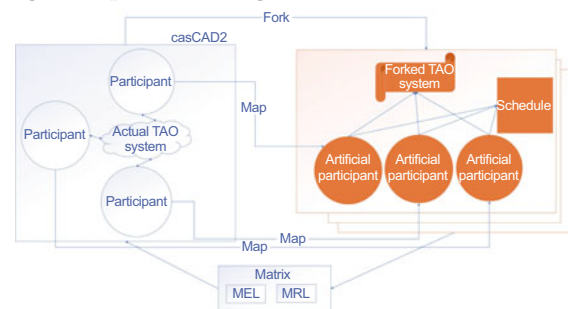 Fork
casCAD2
Participant
Participant
Actual TAO
system
Participant
Map
Forked TAO
system
Schedule
Artificial
participant
Artificial
participant
Artificial
participant
Map
Map
Matrix
MEL
MRL